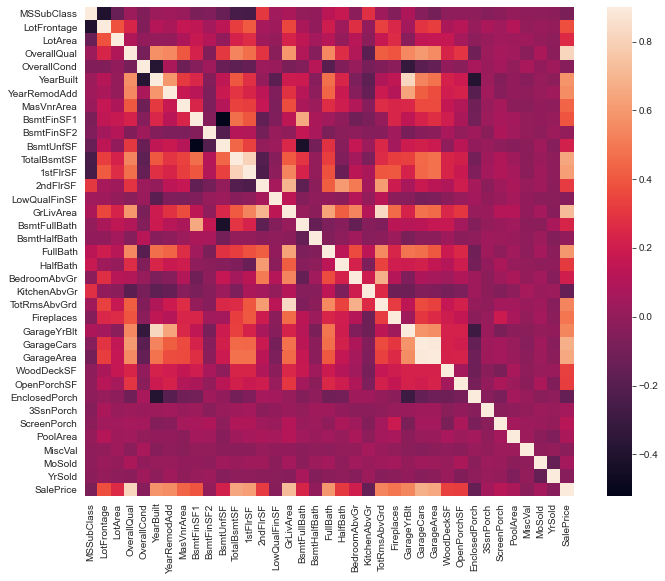 MSSubClass
LotFrontage
LotArea
OverallQual
OverallCond
YearBuilt
YearRemodAdd
MasVnrArea
BsmtFinSF1
BsmtFinSF2
BsmtUnfSF
TotalBsmtSF
1stFlrSF
2ndFlrSF
LowQualFinSF
GrLivArea
BsmtFullBath
BsmtHalfBath
FullBath
HalfBath
BedroomAbvGr
KitchenAbvGr
TotRmsAbvGrd
Fireplaces
GarageYrBlt
GarageCars
GarageArea
WoodDeckSF
OpenPorchSF
EnclosedPorch
3SsnPorch
ScreenPorch
PoolArea
MiscVal
MoSold
YrSold
SalePrice
MSSubClass
LotFrontage
LotArea
OverallQual
OverallCond
YearBuilt
YearRemodAdd
MasVnrArea
BsmtFinSF1
BsmtFinSF2
BsmtUnfSF
TotalBsmtSF
1stFlrSF
2ndFlrSF
LowQualFinSF
GrLivArea
BsmtFullBath
BsmtHalfBath
FullBath
HalfBath
BedroomAbvGr
KitchenAbvGr
TotRmsAbvGrd
Fireplaces
GarageYrBlt
GarageCars
GarageArea
WoodDeckSF
OpenPorchSF
EnclosedPorch
3SsnPorch
ScreenPorch
PoolArea
MiscVal
MoSold
YrSold
SalePrice
0.8
0.6
0.4
0.2
0.0
−0.2
−0.4